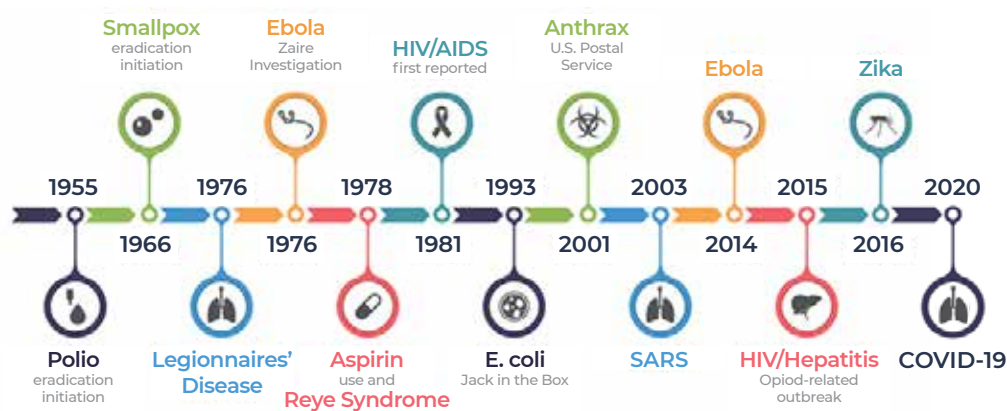 Smallpox
eradication
initiation
Ebola
Zaire
Investigation
HIV/AIDS
first reported
Anthrax
U.S. Postal
Service
Ebola
Zika
1955
1976
1978
1993
2003
2015
2020
1966
1976
1981
2001
2014
2016
Polio
eradication
initiation
Legionnaires’
Disease
Aspirin
use and
Reye Syndrome
E. coli
Jack in the Box
SARS
HIV/Hepatitis
Opiod-related
outbreak
COVID-19